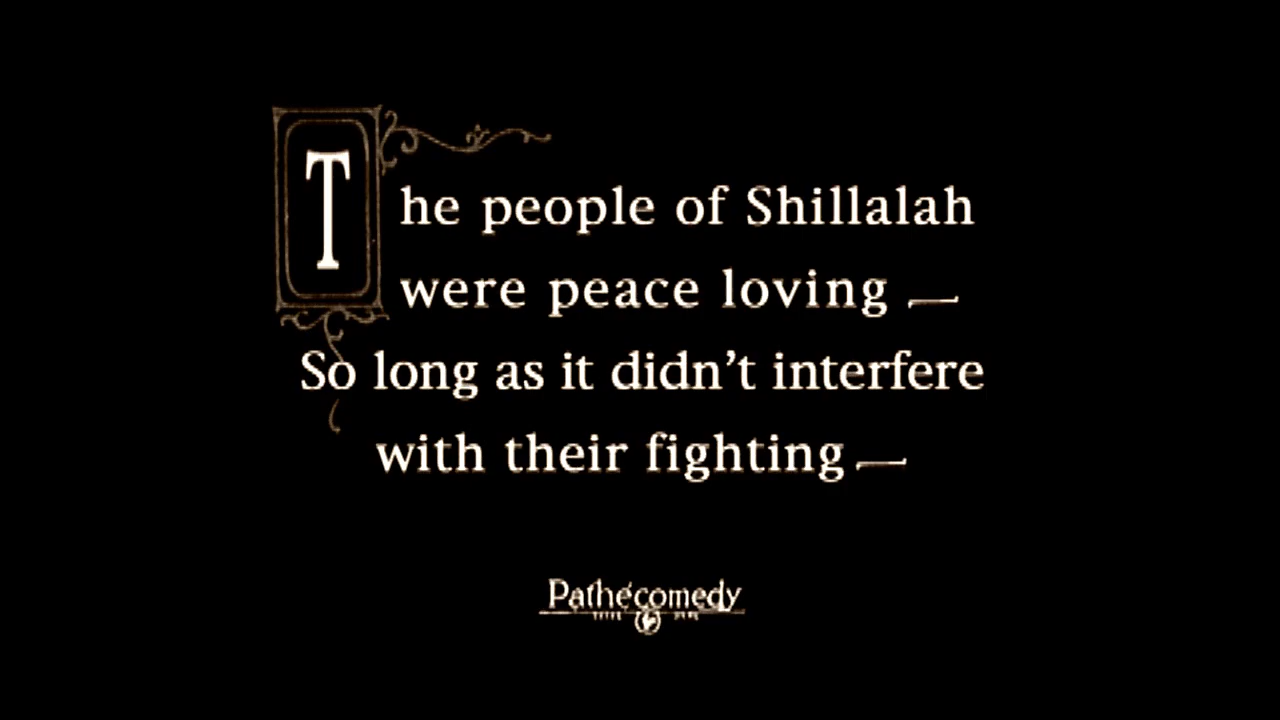 The people of Shillalah
were peace loving —
So long as it didn’t interfere
with their fighting —
Pathécomedy